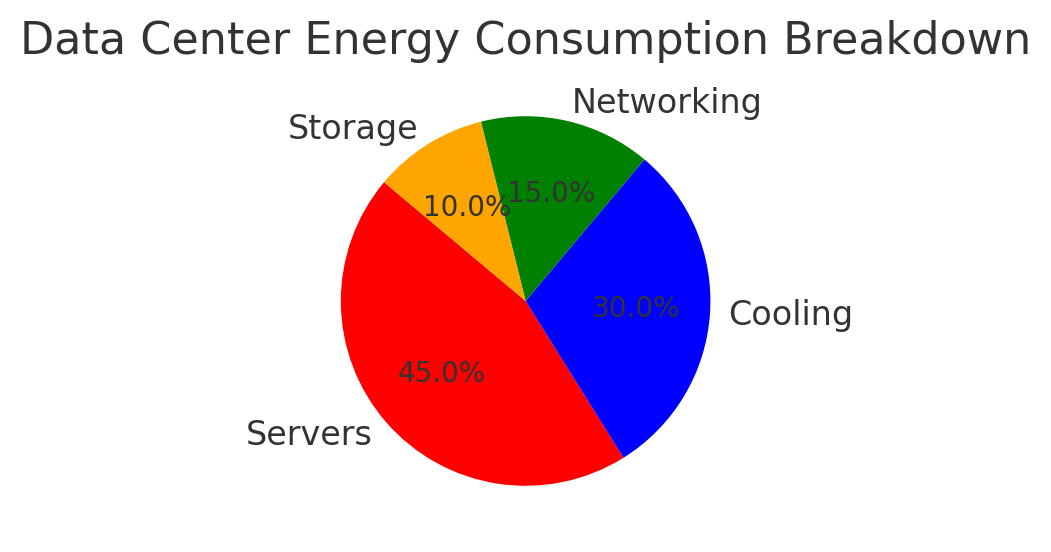 Data Center Energy Consumption Breakdown
Networking
Storage
15.0%
10.0%
30.0%
Cooling
45.0%
Servers